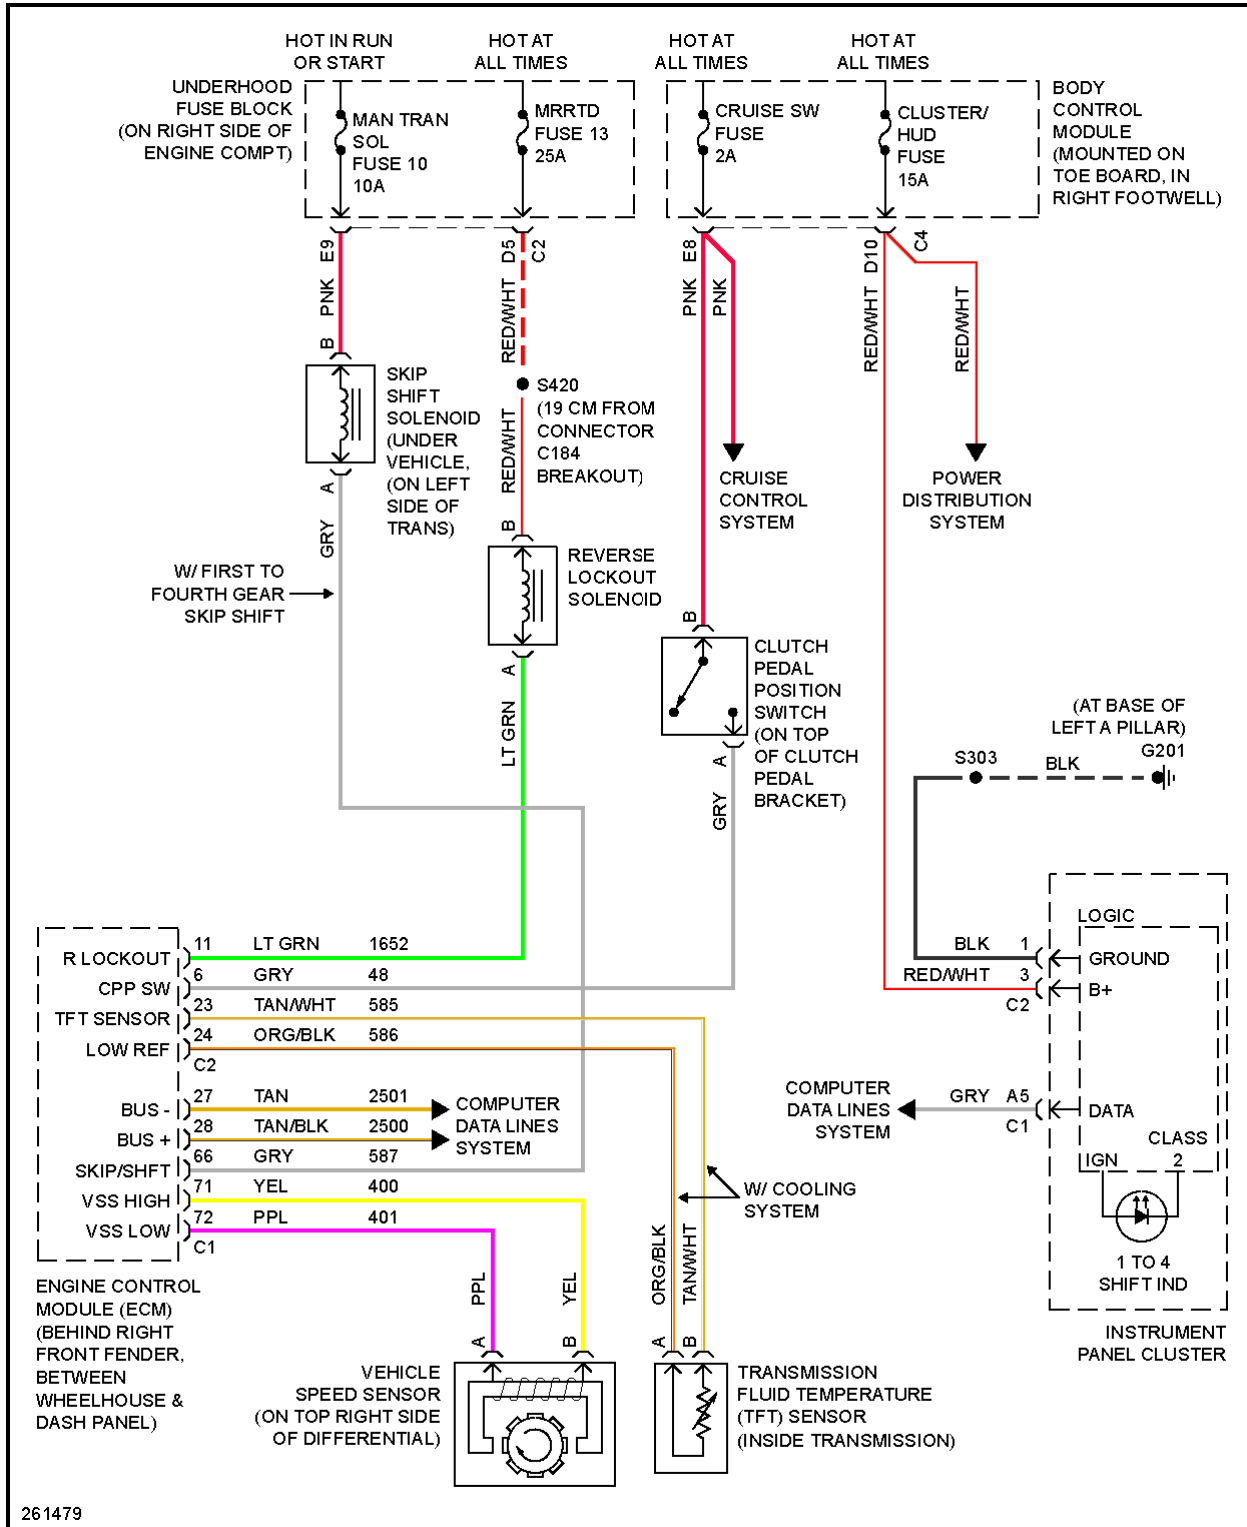 HOT IN RUN
OR START
HOT AT
ALL TIMES
HOT AT
ALL TIMES
HOT AT
ALL TIMES
UNDERHOOD
FUSE BLOCK
(ON RIGHT SIDE OF
ENGINE COMPT)
MAN TRAN
SOL
FUSE 10
10A
MRRTD
FUSE 13
25A
CRUISE SW
FUSE
2A
CLUSTER/
HUD
FUSE
15A
BODY
CONTROL
MODULE
(MOUNTED ON
TOE BOARD, IN
RIGHT FOOTWELL)
E9
D5
C2
E8
D10
C4
PNK
RED/WHT
PNK
PNK
RED/WHT
RED/WHT
B
SKIP
SHIFT
SOLENOID
(UNDER
VEHICLE,
(ON LEFT
SIDE OF
TRANS)
A
GRY
S420
(19 CM FROM
CONNECTOR
C184
BREAKOUT)
RED/WHT
B
CRUISE
CONTROL
SYSTEM
POWER
DISTRIBUTION
SYSTEM
W/ FIRST TO
FOURTH GEAR
SKIP SHIFT
REVERSE
LOCKOUT
SOLENOID
A
LT GRN
B
CLUTCH
PEDAL
POSITION
SWITCH
(ON TOP
OF CLUTCH
PEDAL
BRACKET)
A
GRY
(AT BASE OF
LEFT A PILLAR)
G201
S303
BLK
LOGIC
BLK 1
GROUND
RED/WHT 3
B+
C2
R LOCKOUT 11 LT GRN 1652
CPP SW 6 GRY 48
TFT SENSOR 23 TAN/WHT 585
LOW REF 24 ORG/BLK 586
C2
BUS - 27 TAN 2501
BUS + 28 TAN/BLK 2500
SKIP/SHFT 66 GRY 587
VSS HIGH 71 YEL 400
VSS LOW 72 PPL 401
C1
COMPUTER
DATA LINES
SYSTEM
COMPUTER
DATA LINES
SYSTEM
GRY A5
DATA
C1
CLASS
2
IGN
1 TO 4
SHIFT IND
INSTRUMENT
PANEL CLUSTER
W/ COOLING
SYSTEM
ENGINE CONTROL
MODULE (ECM)
(BEHIND RIGHT
FRONT FENDER,
BETWEEN
WHEELHOUSE &
DASH PANEL)
PPL
YEL
ORG/BLK
TAN/WHT
A
B
A
B
VEHICLE
SPEED SENSOR
(ON TOP RIGHT SIDE
OF DIFFERENTIAL)
TRANSMISSION
FLUID TEMPERATURE
(TFT) SENSOR
(INSIDE TRANSMISSION)
261479